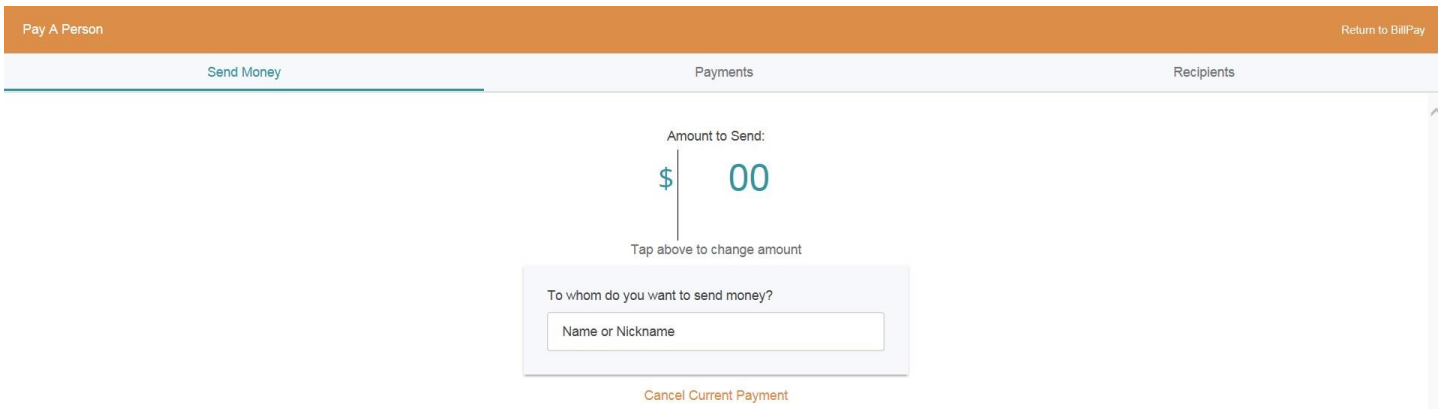 Pay A Person
Return to BillPay
Send Money
Payments
Recipients
Amount to Send:
$ 00
Tap above to change amount
To whom do you want to send money?
Name or Nickname
Cancel Current Payment